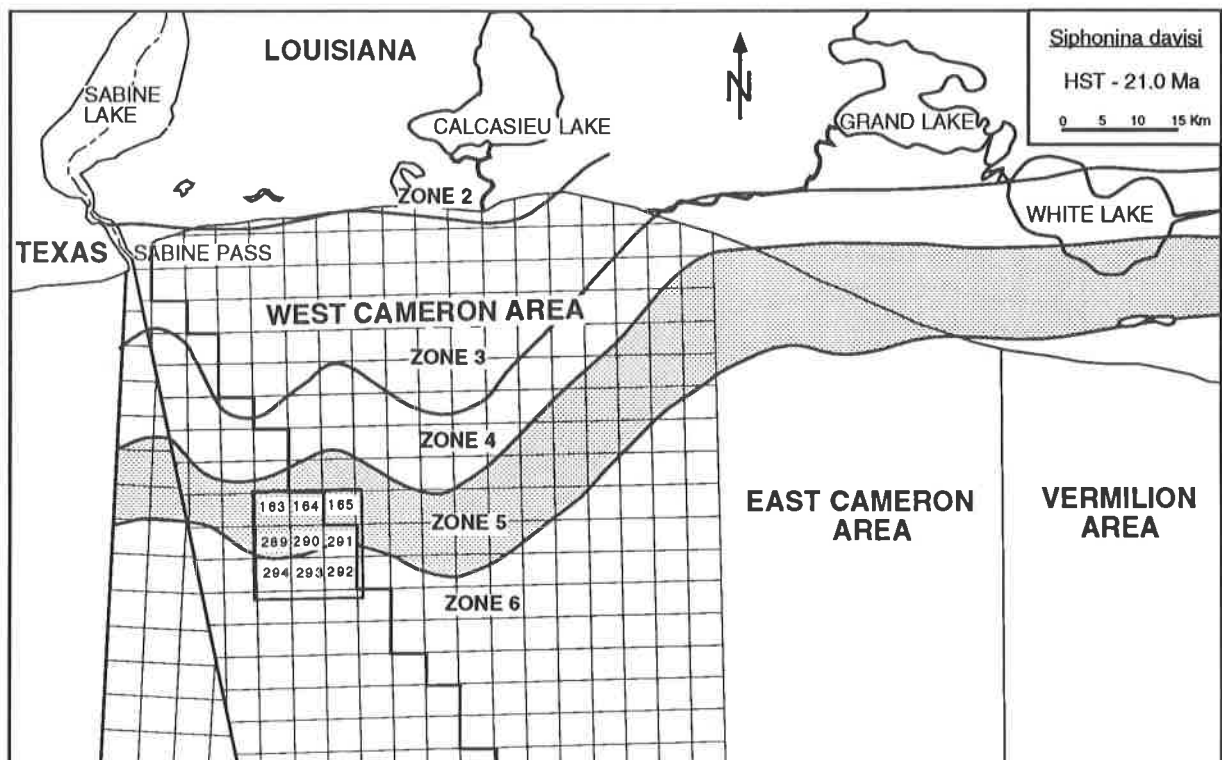 LOUISIANA
N
Siphonina davisi
HST - 21.0 Ma
0 5 10 15 Km
SABINE
LAKE
CALCASIEU LAKE
GRAND LAKE
ZONE 2
WHITE LAKE
TEXAS
SABINE PASS
WEST CAMERON AREA
ZONE 3
ZONE 4
163 164 165
ZONE 5
289 290 291
294 293 292
ZONE 6
EAST CAMERON
AREA
VERMILION
AREA